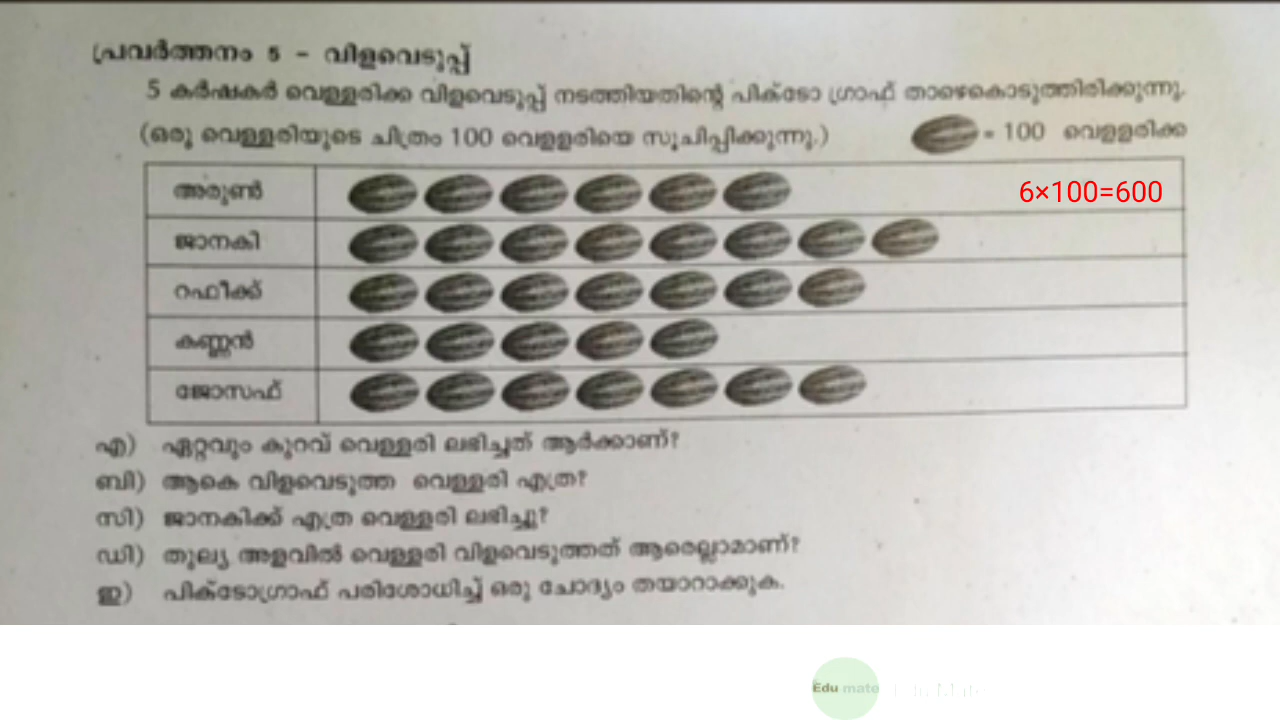 പ്രവർത്തനം 5 - വിളവെടുപ്പ്
5 കർഷകർ വെള്ളരിക്ക വിളവെടുപ്പ് നടത്തിയതിന്റെ പിക്ടോ ഗ്രാഫ് താഴെകൊടുത്തിരിക്കുന്നു.
(ഒരു വെള്ളരിയുടെ ചിത്രം 100 വെളളരിയെ സൂചിപ്പിക്കുന്നു.) = 100 വെളളരിക്ക
അരുൺ 6×100=600
ജാനകി
റഫീക്ക്
കണ്ണൻ
ജോസഫ്
എ) ഏറ്റവും കുറവ് വെള്ളരി ലഭിച്ചത് ആർക്കാണ്?
ബി) ആകെ വിളവെടുത്ത വെള്ളരി എത്ര?
സി) ജാനകിക്ക് എത്ര വെള്ളരി ലഭിച്ചു?
ഡി) തുല്യ അളവിൽ വെള്ളരി വിളവെടുത്തത് ആരെല്ലാമാണ്?
ഇ) പിക്ടോഗ്രാഫ് പരിശോധിച്ച് ഒരു ചോദ്യം തയാറാക്കുക.
Edu mate